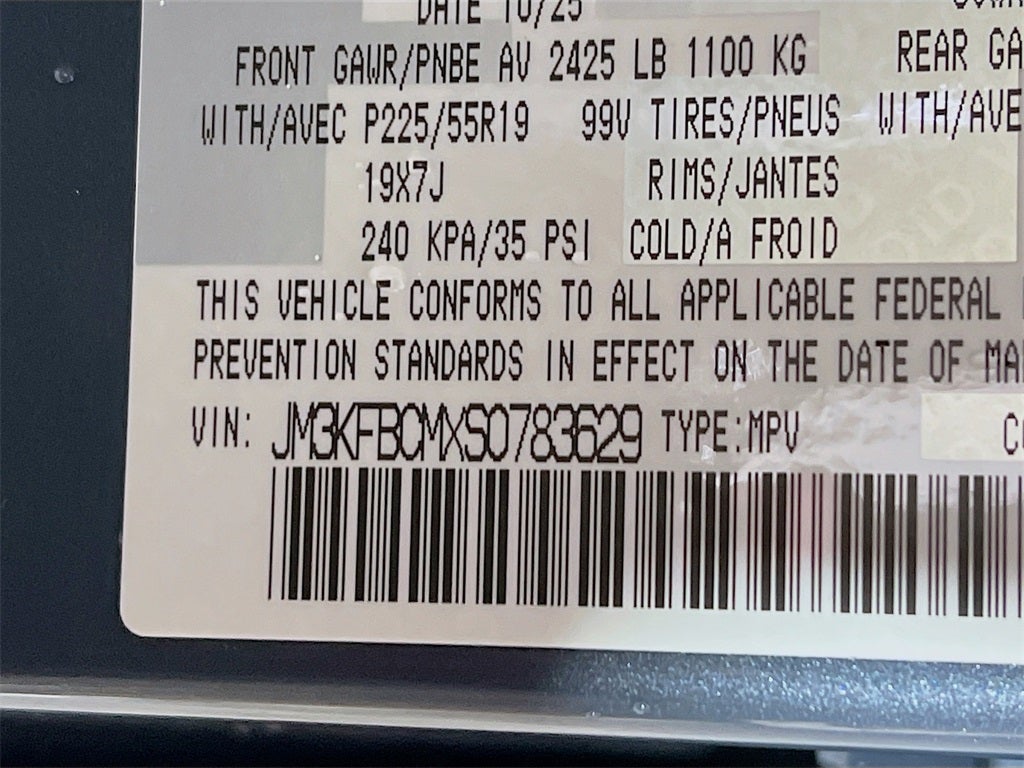 DATE 10/25
FRONT GAWR/PNBE AV 2425 LB 1100 KG REAR GA
WITH/AVEC P225/55R19 99V TIRES/PNEUS WITH/AVE
19X7J RIMS/JANTES
240 KPA/35 PSI COLD/A FROID
THIS VEHICLE CONFORMS TO ALL APPLICABLE FEDERAL
PREVENTION STANDARDS IN EFFECT ON THE DATE OF MA
VIN: JM3KFBCMXS0783629 TYPE:MPV